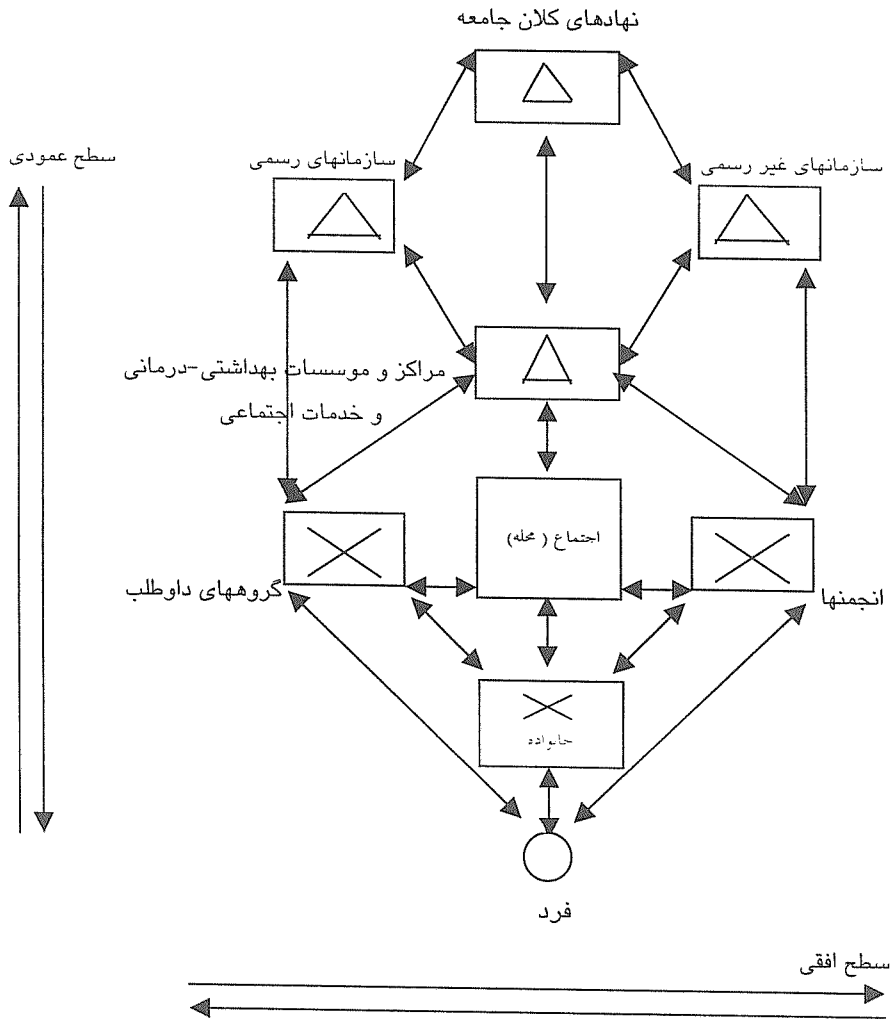 نهادهای کلان جامعه
سازمانهای غیر رسمی
سازمانهای رسمی
سطح عمودی
مراکز و موسسات بهداشتی-درمانی
و خدمات اجتماعی
اجتماع ( محله)
انجمنها
گروههای داوطلب
خانواده
فرد
سطح افقی